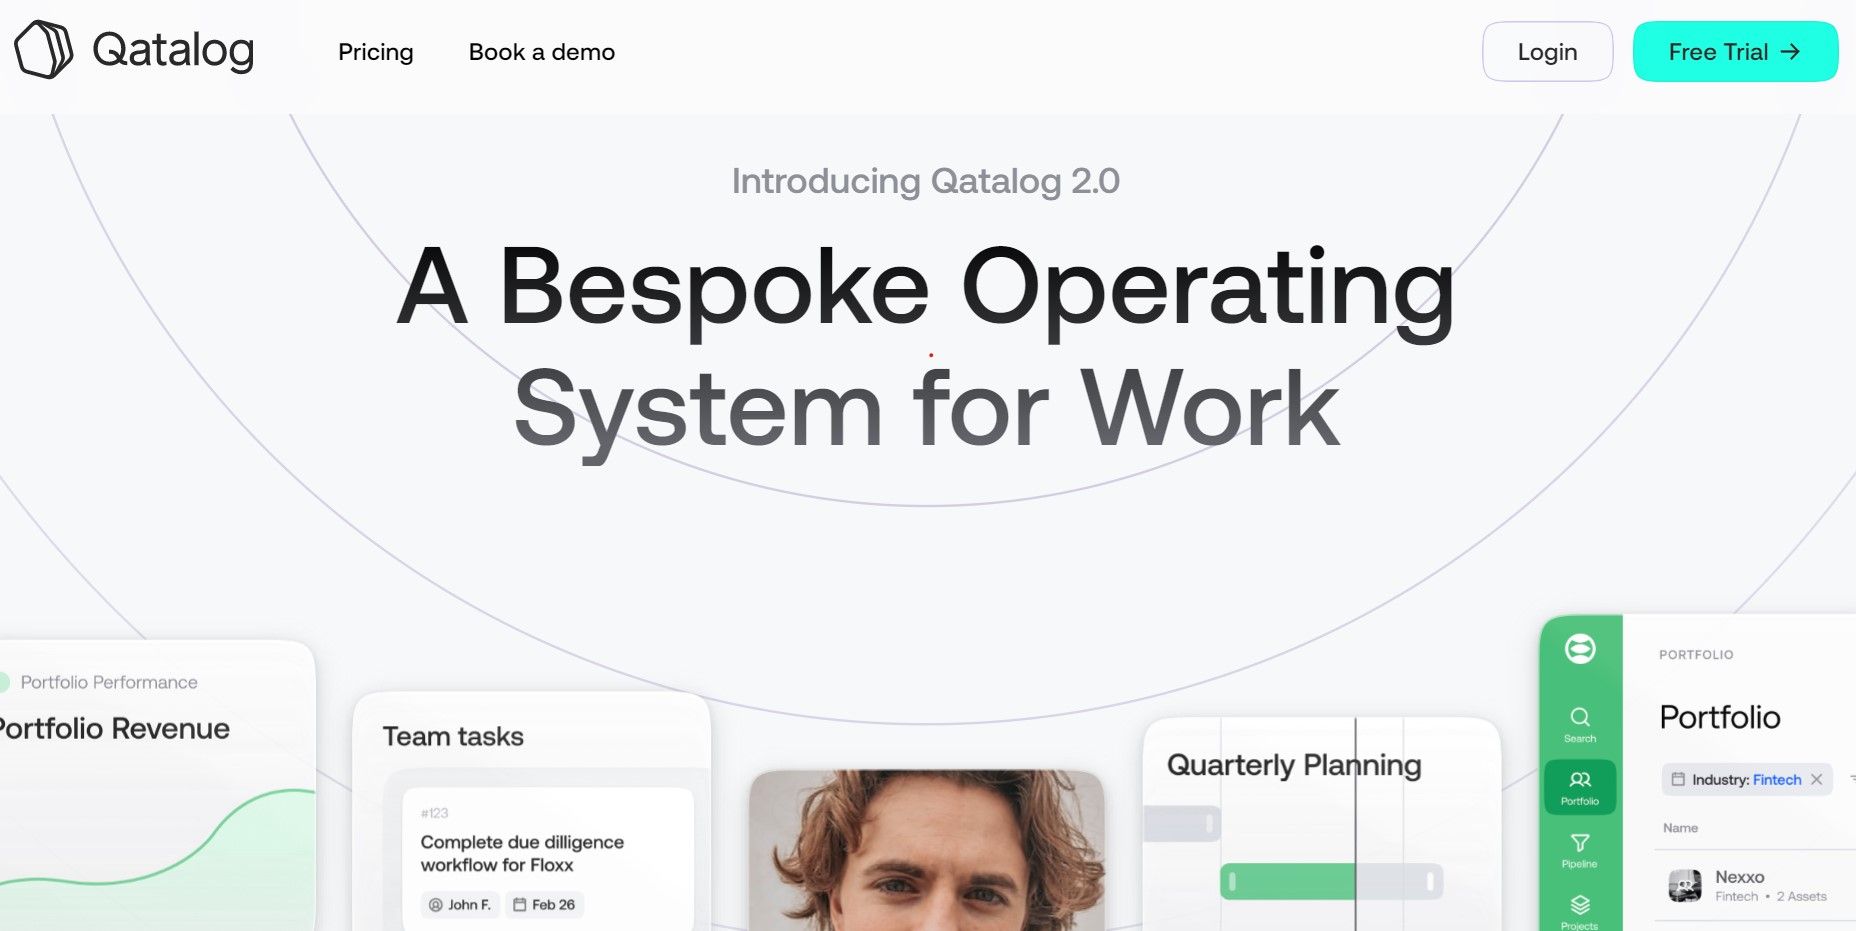 Qatalog
Pricing
Book a demo
Login
Free Trial →
Introducing Qatalog 2.0
A Bespoke Operating
System for Work
Portfolio Performance
Portfolio Revenue
Team tasks
#123
Complete due dilligence
workflow for Floxx
John F.
Feb 26
Quarterly Planning
Search
Portfolio
Pipeline
Projects
PORTFOLIO
Portfolio
Industry: Fintech
Name
Nexxo
Fintech • 2 Assets